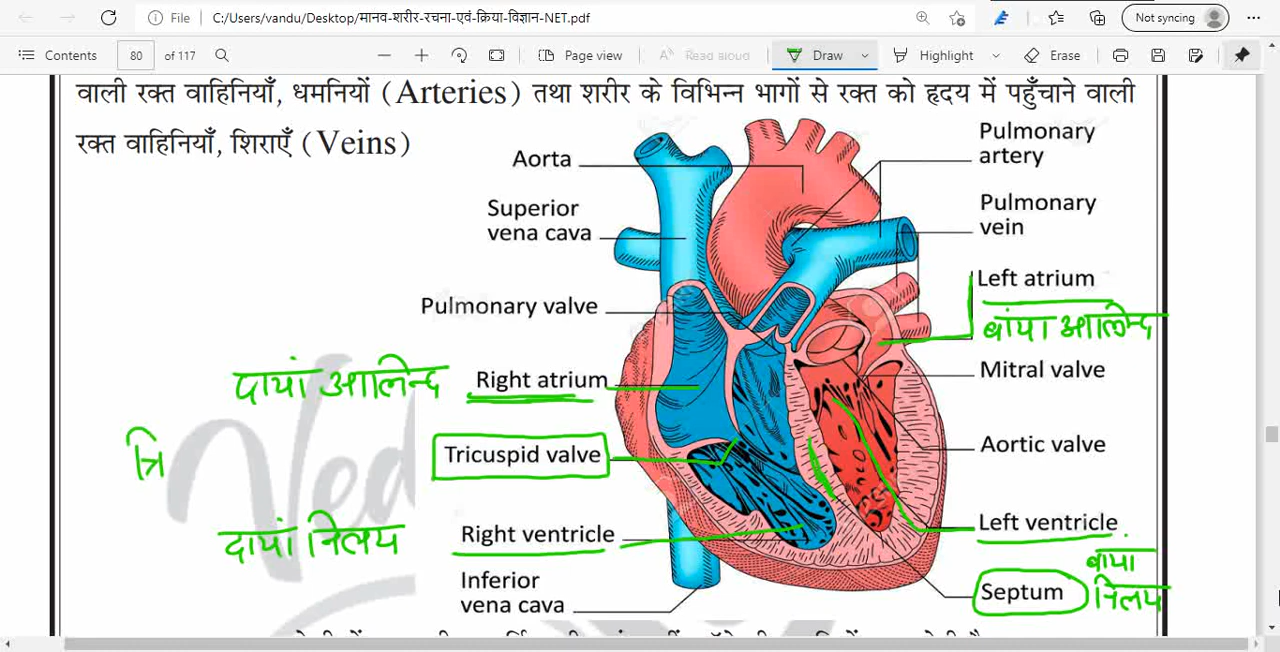 File
C:/Users/vandu/Desktop/मानव-शरीर-रचना-एवं-क्रिया-विज्ञान-NET.pdf
Not syncing
Contents
80 of 117
Page view
Read aloud
Draw
Highlight
Erase
वाली रक्त वाहिनियाँ, धमनियों (Arteries) तथा शरीर के विभिन्न भागों से रक्त को हृदय में पहुँचाने वाली
रक्त वाहिनियाँ, शिराएँ (Veins)
Aorta
Superior
vena cava
Pulmonary valve
दायां आलिन्द
Right atrium
त्रि
Tricuspid valve
दायां निलय
Right ventricle
Inferior
vena cava
Pulmonary
artery
Pulmonary
vein
Left atrium
बांया आलिन्द
Mitral valve
Aortic valve
Left ventricle
बांयां
निलय
Septum
Ved